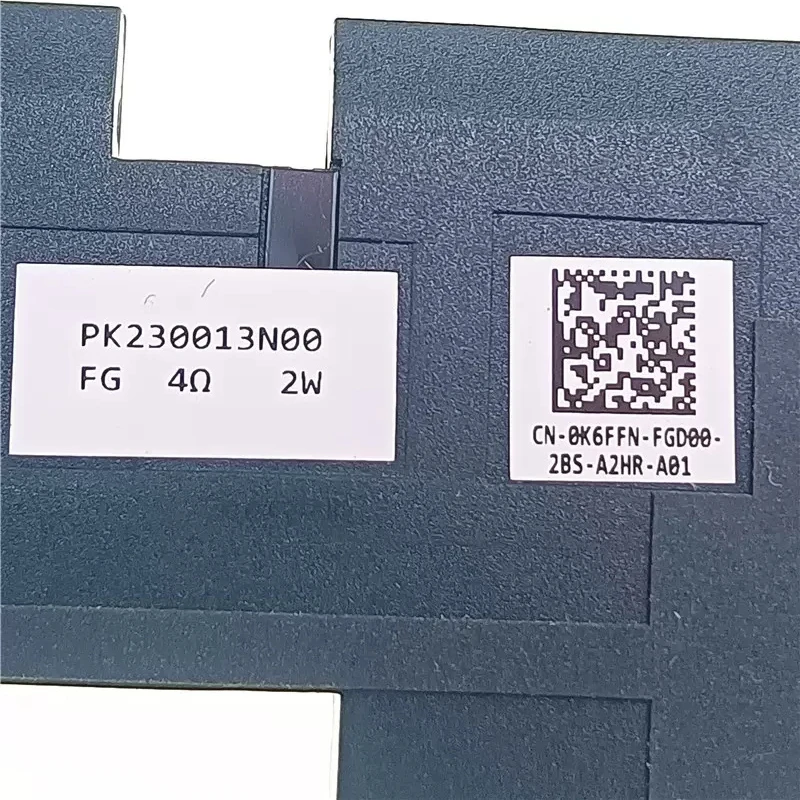 PK230013N00
FG 4Ω 2W
CN-0K6FFN-FGD00-
2BS-A2HR-A01